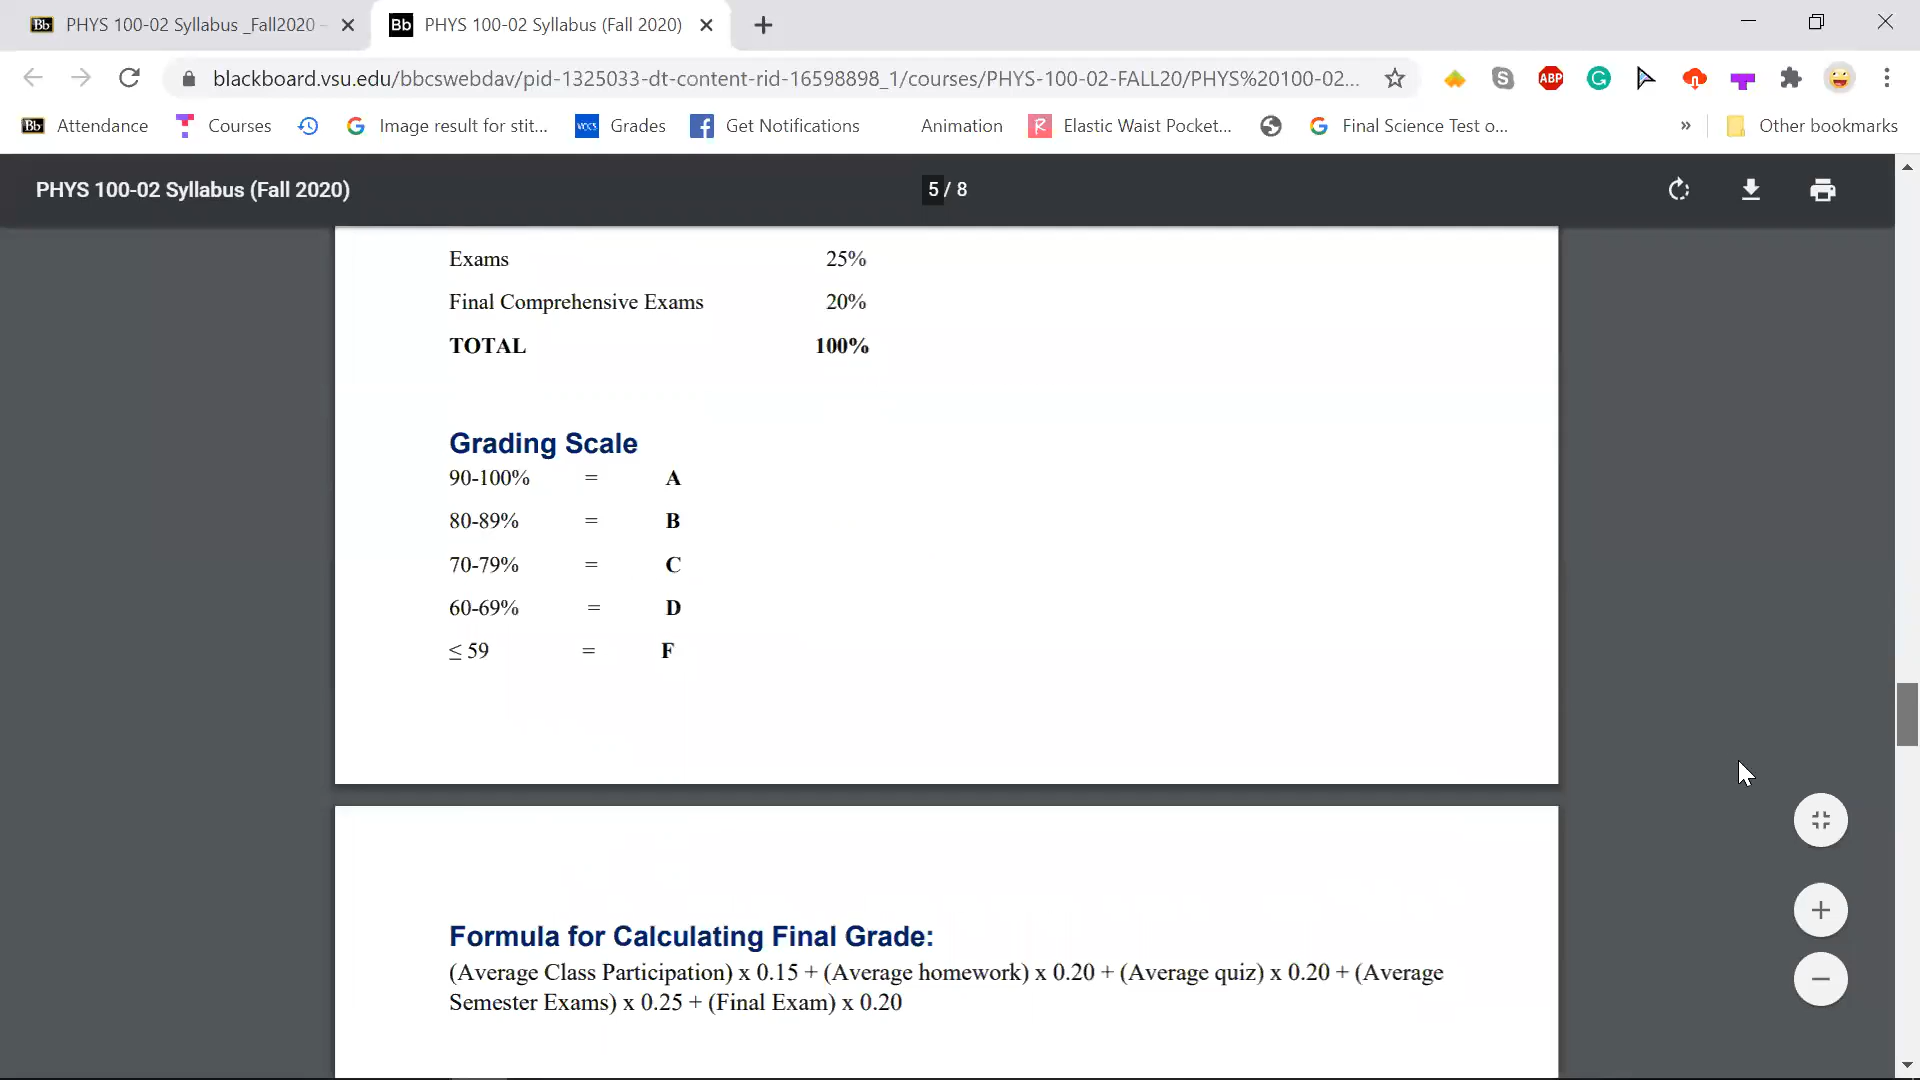 Bb PHYS 100-02 Syllabus _Fall2020 –
Bb PHYS 100-02 Syllabus (Fall 2020)
blackboard.vsu.edu/bbcswebdav/pid-1325033-dt-content-rid-16598898_1/courses/PHYS-100-02-FALL20/PHYS%20100-02...
ABP
Bb Attendance
Courses
Image result for stit...
VCCS Grades
Get Notifications
Animation
R Elastic Waist Pocket...
Final Science Test o...
»
Other bookmarks
PHYS 100-02 Syllabus (Fall 2020)
5 / 8
Exams 25%
Final Comprehensive Exams 20%
TOTAL 100%
Grading Scale
90-100% = A
80-89% = B
70-79% = C
60-69% = D
≤ 59 = F
Formula for Calculating Final Grade:
(Average Class Participation) x 0.15 + (Average homework) x 0.20 + (Average quiz) x 0.20 + (Average
Semester Exams) x 0.25 + (Final Exam) x 0.20